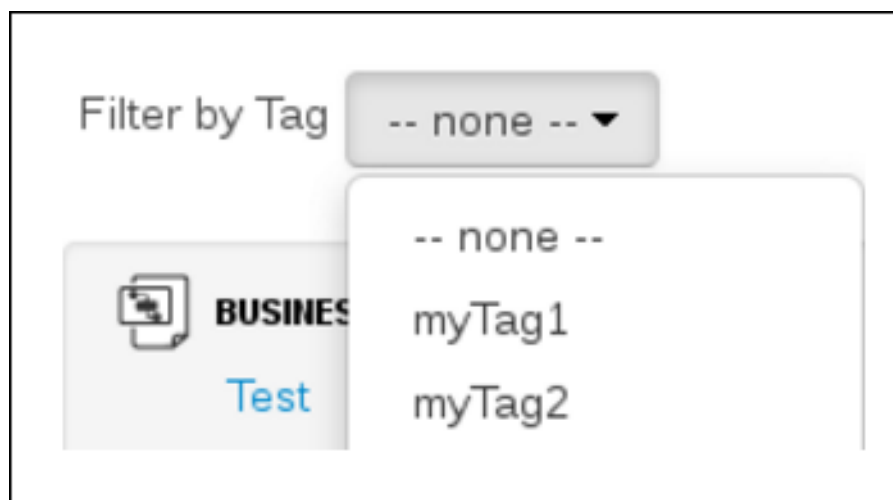 Filter by Tag -- none --
-- none --
myTag1
BUSINES
myTag2
Test